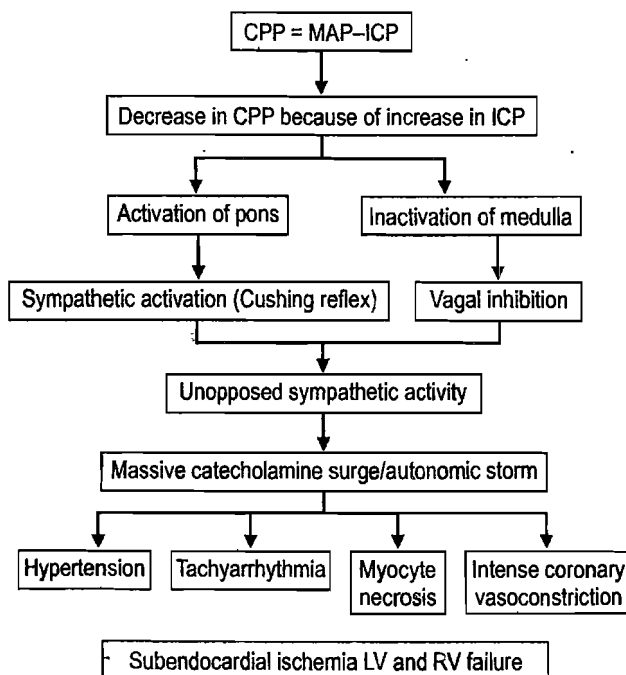 CPP = MAP–ICP
Decrease in CPP because of increase in ICP
Activation of pons
Inactivation of medulla
Sympathetic activation (Cushing reflex)
Vagal inhibition
Unopposed sympathetic activity
Massive catecholamine surge/autonomic storm
Hypertension
Tachyarrhythmia
Myocyte
necrosis
Intense coronary
vasoconstriction
Subendocardial ischemia LV and RV failure